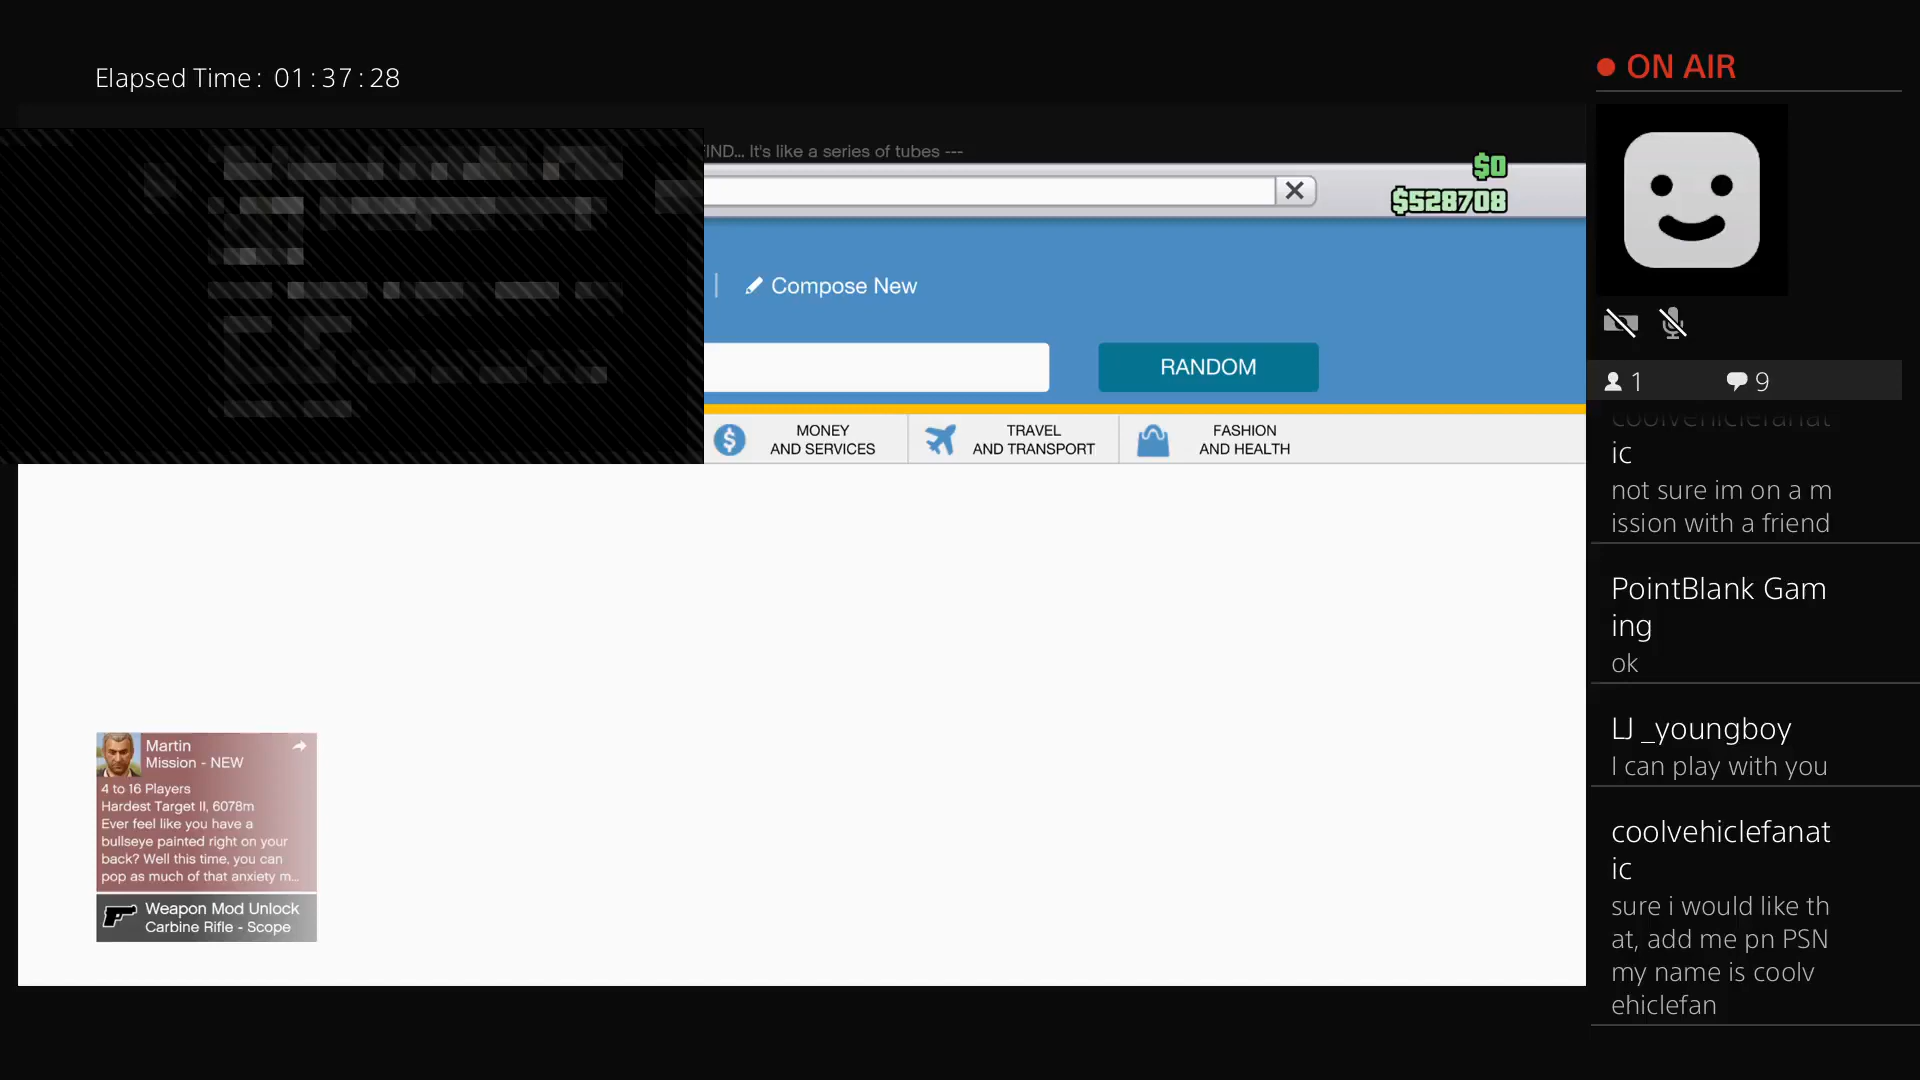 Elapsed Time: 01:37:28
ON AIR
FIND... It's like a series of tubes ---
$0
$528708
Compose New
RANDOM
MONEY
AND SERVICES
TRAVEL
AND TRANSPORT
FASHION
AND HEALTH
Martin
Mission - NEW
4 to 16 Players
Hardest Target II, 6078m
Ever feel like you have a
bullseye painted right on your
back? Well this time, you can
pop as much of that anxiety m...
Weapon Mod Unlock
Carbine Rifle - Scope
1
9
coolvehiclefanat
ic
not sure im on a m
ission with a friend
PointBlank Gam
ing
ok
LJ_youngboy
I can play with you
coolvehiclefanat
ic
sure i would like th
at, add me pn PSN
my name is coolv
ehiclefan